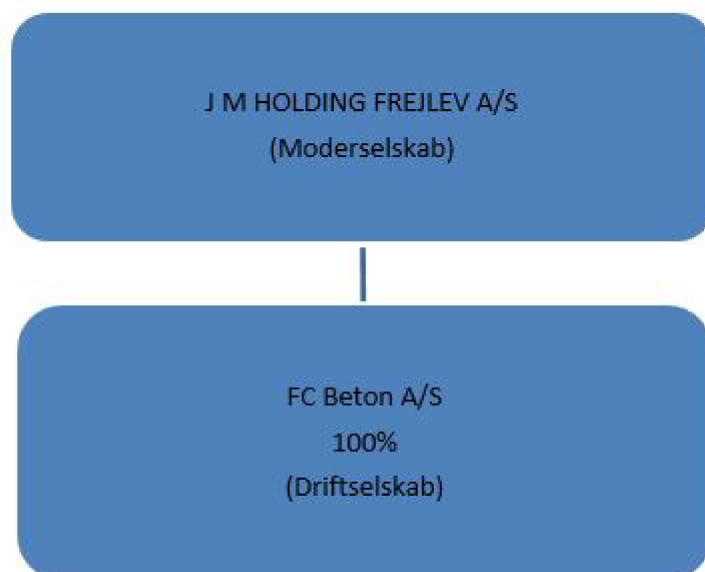 J M HOLDING FREJLEV A/S
(Moderselskab)
FC Beton A/S
100%
(Driftselskab)